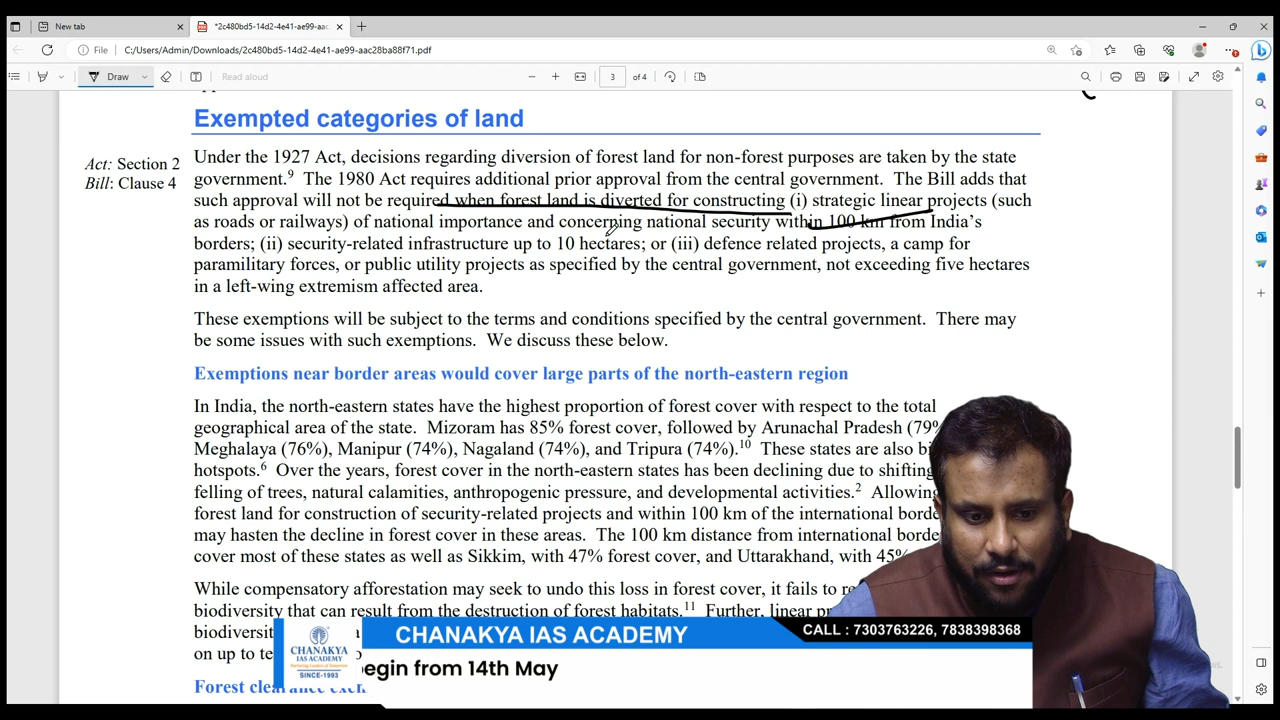 New tab
*2c480bd5-14d2-4e41-ae99-aac
File
C:/Users/Admin/Downloads/2c480bd5-14d2-4e41-ae99-aac28ba88f71.pdf
Draw
Read aloud
3
of 4
Exempted categories of land
Act: Section 2
Bill: Clause 4
Under the 1927 Act, decisions regarding diversion of forest land for non-forest purposes are taken by the state
government.9 The 1980 Act requires additional prior approval from the central government. The Bill adds that
such approval will not be required when forest land is diverted for constructing (i) strategic linear projects (such
as roads or railways) of national importance and concerning national security within 100 km from India's
borders; (ii) security-related infrastructure up to 10 hectares; or (iii) defence related projects, a camp for
paramilitary forces, or public utility projects as specified by the central government, not exceeding five hectares
in a left-wing extremism affected area.
These exemptions will be subject to the terms and conditions specified by the central government. There may
be some issues with such exemptions. We discuss these below.
Exemptions near border areas would cover large parts of the north-eastern region
In India, the north-eastern states have the highest proportion of forest cover with respect to the total
geographical area of the state. Mizoram has 85% forest cover, followed by Arunachal Pradesh (79%
Meghalaya (76%), Manipur (74%), Nagaland (74%), and Tripura (74%).10 These states are also bi
hotspots.6 Over the years, forest cover in the north-eastern states has been declining due to shifting
felling of trees, natural calamities, anthropogenic pressure, and developmental activities.2 Allowing
forest land for construction of security-related projects and within 100 km of the international borde
may hasten the decline in forest cover in these areas. The 100 km distance from international borde
cover most of these states as well as Sikkim, with 47% forest cover, and Uttarakhand, with 45%
While compensatory afforestation may seek to undo this loss in forest cover, it fails to re
biodiversity that can result from the destruction of forest habitats.11 Further, linear pr
biodiversity
on up to te
Forest clearance exem
CHANAKYA IAS ACADEMY
CALL : 7303763226, 7838398368
CHANAKYA
IAS ACADEMY
Nurturing Leaders of Tomorrow
SINCE-1993
egin from 14th May